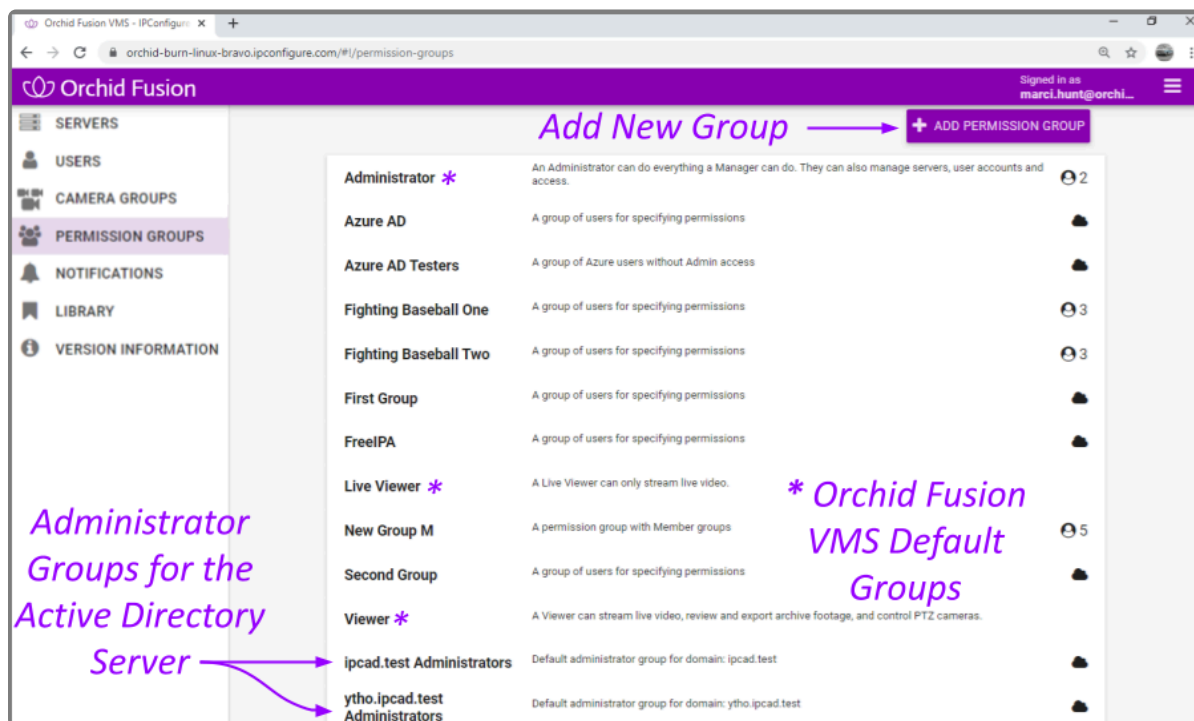 Orchid Fusion VMS - IPConfigure
orchid-burn-linux-bravo.ipconfigure.com/#!/permission-groups
Orchid Fusion
Signed in as
marci.hunt@orchi...
SERVERS
USERS
CAMERA GROUPS
PERMISSION GROUPS
NOTIFICATIONS
LIBRARY
VERSION INFORMATION
Add New Group
+ ADD PERMISSION GROUP
Administrator * An Administrator can do everything a Manager can do. They can also manage servers, user accounts and
access. 2
Azure AD A group of users for specifying permissions
Azure AD Testers A group of Azure users without Admin access
Fighting Baseball One A group of users for specifying permissions 3
Fighting Baseball Two A group of users for specifying permissions 3
First Group A group of users for specifying permissions
FreeIPA A group of users for specifying permissions
Live Viewer * A Live Viewer can only stream live video.
New Group M A permission group with Member groups 5
Second Group A group of users for specifying permissions
Viewer * A Viewer can stream live video, review and export archive footage, and control PTZ cameras.
ipcad.test Administrators Default administrator group for domain: ipcad.test
ytho.ipcad.test
Administrators Default administrator group for domain: ytho.ipcad.test
* Orchid Fusion
VMS Default
Groups
Administrator
Groups for the
Active Directory
Server